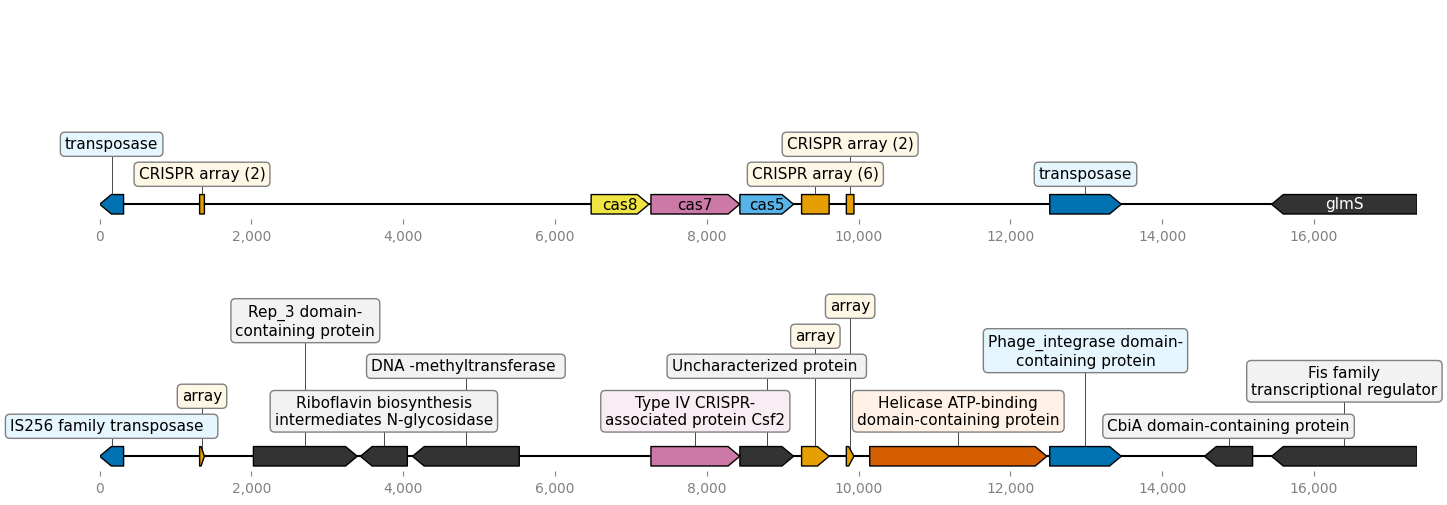 CRISPR array (2)
transposase
CRISPR array (2)
CRISPR array (6)
transposase
cas8
cas7
cas5
glmS
0
2,000
4,000
6,000
8,000
10,000
12,000
14,000
16,000
array
Rep_3 domain-
containing protein
array
Phage_integrase domain-
containing protein
DNA -methyltransferase
Uncharacterized protein
Fis family
transcriptional regulator
array
Riboflavin biosynthesis
intermediates N-glycosidase
Type IV CRISPR-
associated protein Csf2
Helicase ATP-binding
domain-containing protein
IS256 family transposase
CbiA domain-containing protein
0
2,000
4,000
6,000
8,000
10,000
12,000
14,000
16,000